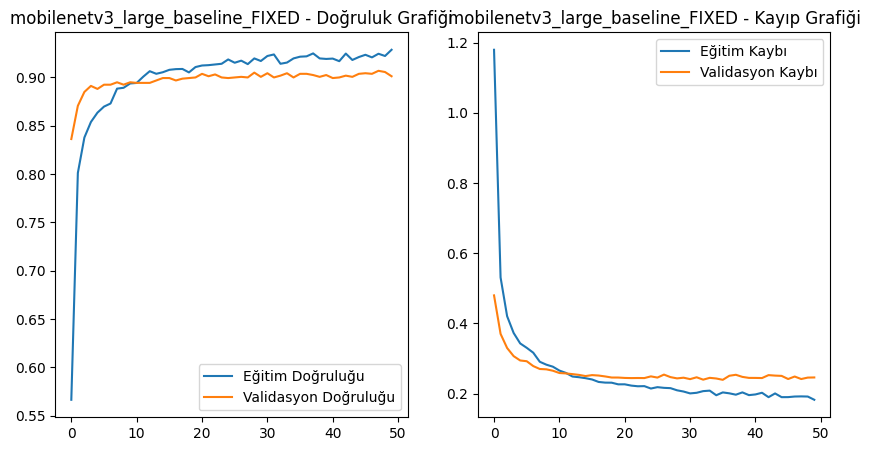 mobilenetv3_large_baseline_FIXED - Doğruluk Grafiği
mobilenetv3_large_baseline_FIXED - Kayıp Grafiği
0.90
0.85
0.80
0.75
0.70
0.65
0.60
0.55
Eğitim Doğruluğu
Validasyon Doğruluğu
0 10 20 30 40 50
1.2
1.0
0.8
0.6
0.4
0.2
Eğitim Kaybı
Validasyon Kaybı
0 10 20 30 40 50